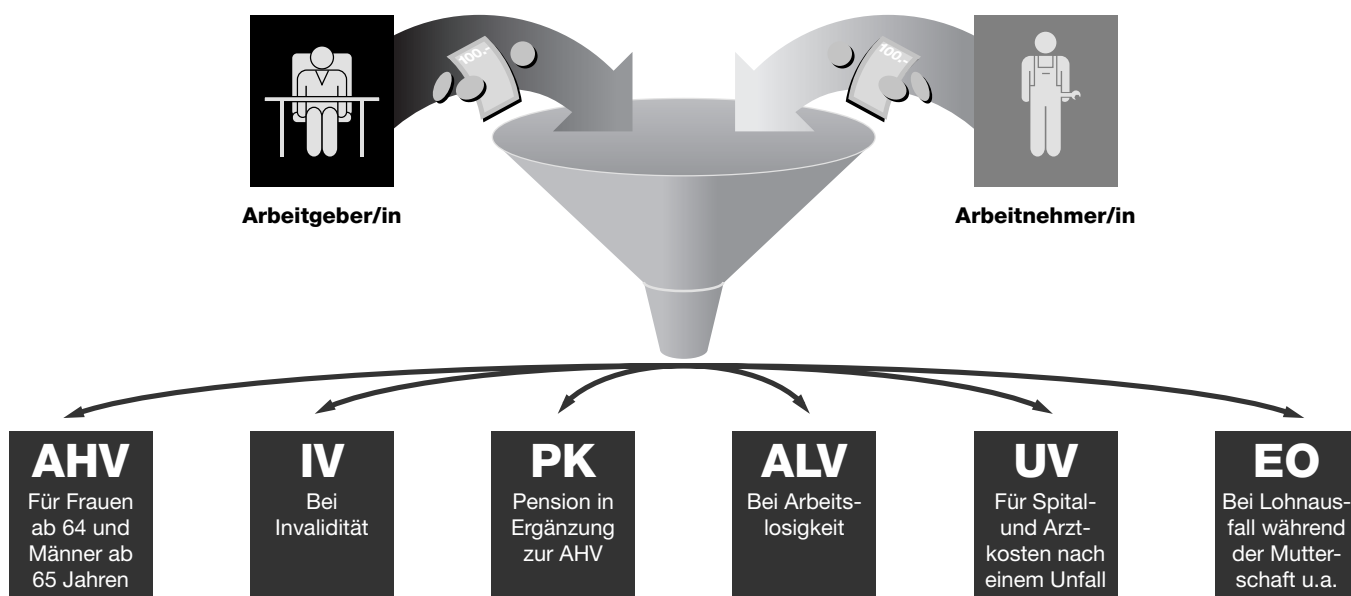 100.-
100.-
Arbeitgeber/in
Arbeitnehmer/in
AHV
Für Frauen
ab 64 und
Männer ab
65 Jahren
IV
Bei
Invalidität
PK
Pension in
Ergänzung
zur AHV
ALV
Bei Arbeits-
losigkeit
UV
Für Spital-
und Arzt-
kosten nach
einem Unfall
EO
Bei Lohnaus-
fall während
der Mutter-
schaft u.a.